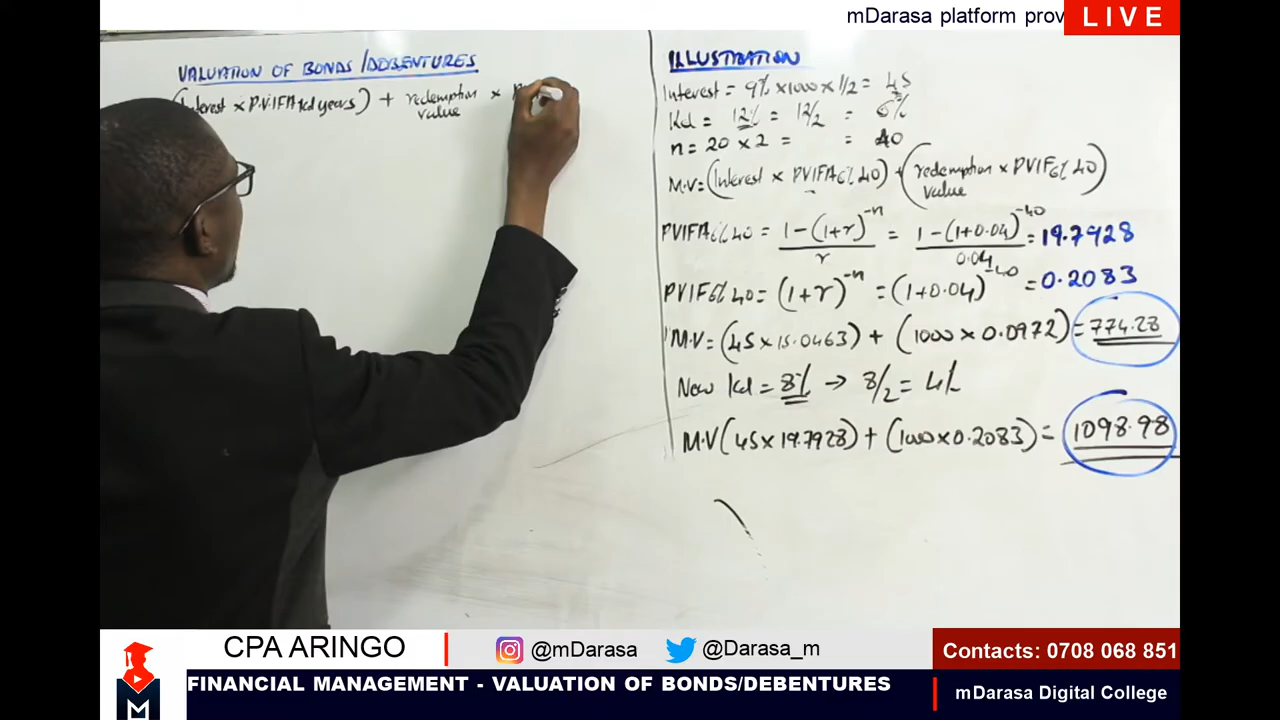 mDarasa platform prov
LIVE
VALUATION OF BONDS/DEBENTURES
(Interest × PVIFA kd years) + redemption value ×
ILLUSTRATION
Interest = 9% × 1000 × 1/2 = 45
Kd = 12% = 12/2 = 6%
n = 20 × 2 = = 40
M.V = (Interest × PVIFA6% 40) + (redemption value × PVIF6% 40)
PVIFA6% 40 = 1-(1+r)^-n / r = 1-(1+0.04)^-40 / 0.04 = 19.7928
PVIF6% 40 = (1+r)^-n = (1+0.04)^-40 = 0.2083
M.V = (45 × 15.0463) + (1000 × 0.0972) = 774.28
New Kd = 8% → 8/2 = 4%
M.V (45 × 19.7928) + (1000 × 0.2083) = 1098.98
CPA ARINGO
@mDarasa
@Darasa_m
Contacts: 0708 068 851
FINANCIAL MANAGEMENT - VALUATION OF BONDS/DEBENTURES
mDarasa Digital College